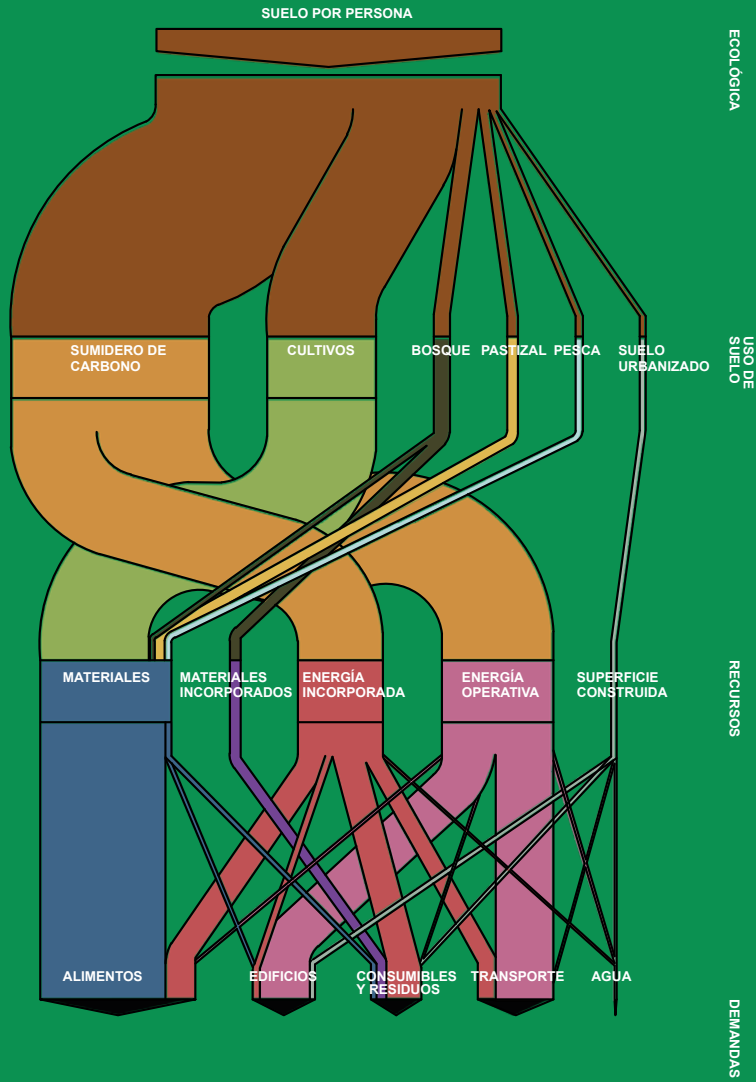 SUELO POR PERSONA
ECOLÓGICA
SUMIDERO DE
CARBONO
CULTIVOS
BOSQUE
PASTIZAL
PESCA
SUELO
URBANIZADO
USO DE
SUELO
MATERIALES
MATERIALES
INCORPORADOS
ENERGÍA
INCORPORADA
ENERGÍA
OPERATIVA
SUPERFICIE
CONSTRUIDA
RECURSOS
ALIMENTOS
EDIFICIOS
CONSUMIBLES
Y RESIDUOS
TRANSPORTE
AGUA
DEMANDAS